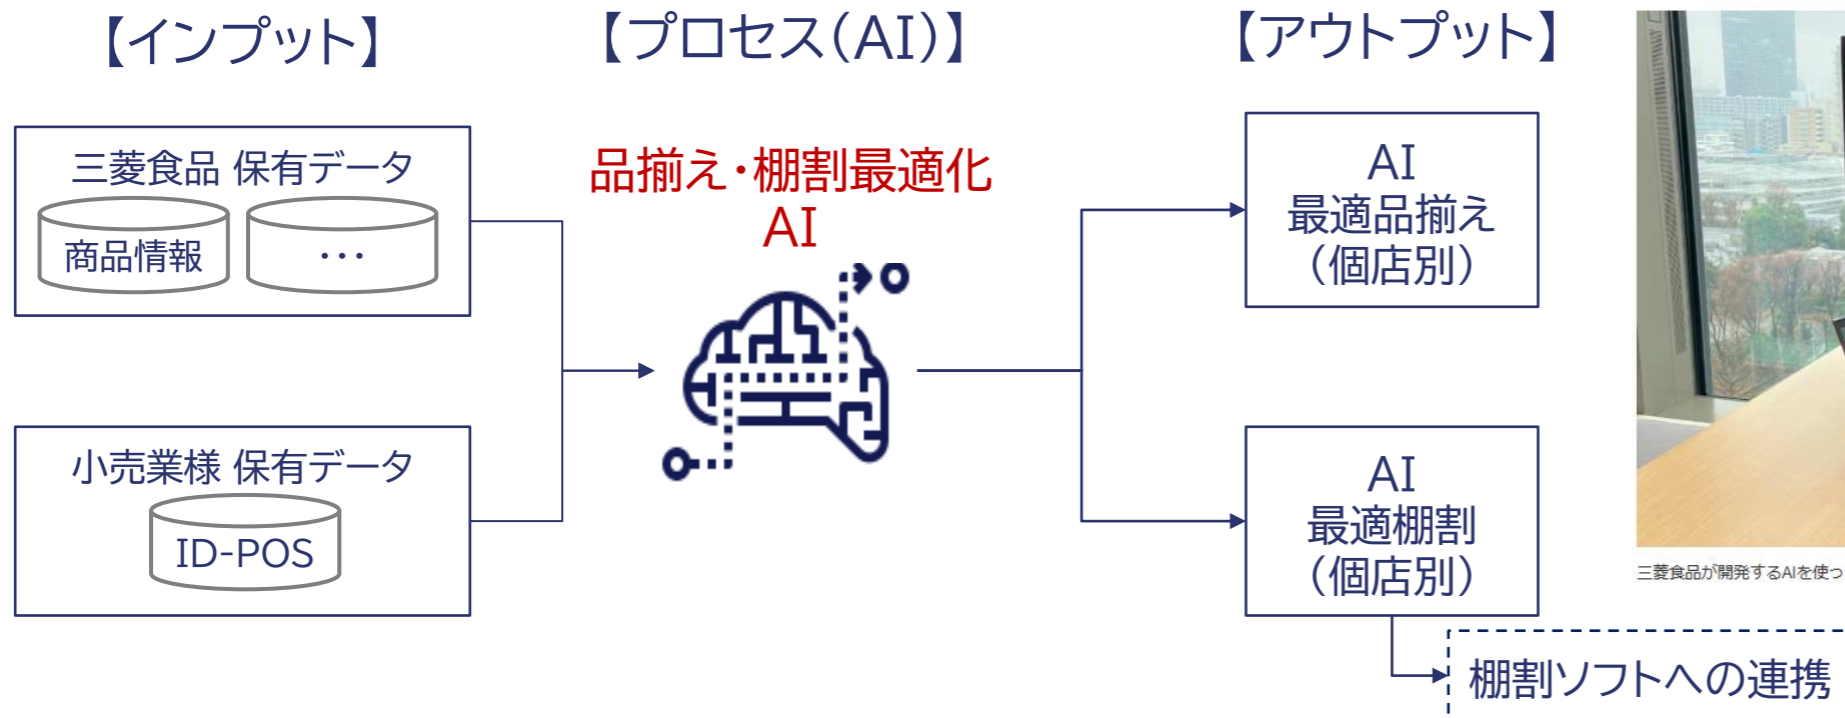 【インプット】
【プロセス(AI)】
【アウトプット】
三菱食品 保有データ
商品情報
・・・
小売業様 保有データ
ID-POS
品揃え・棚割最適化
AI
AI
最適品揃え
(個店別)
AI
最適棚割
(個店別)
棚割ソフトへの連携
三菱食品が開発するAIを使っ